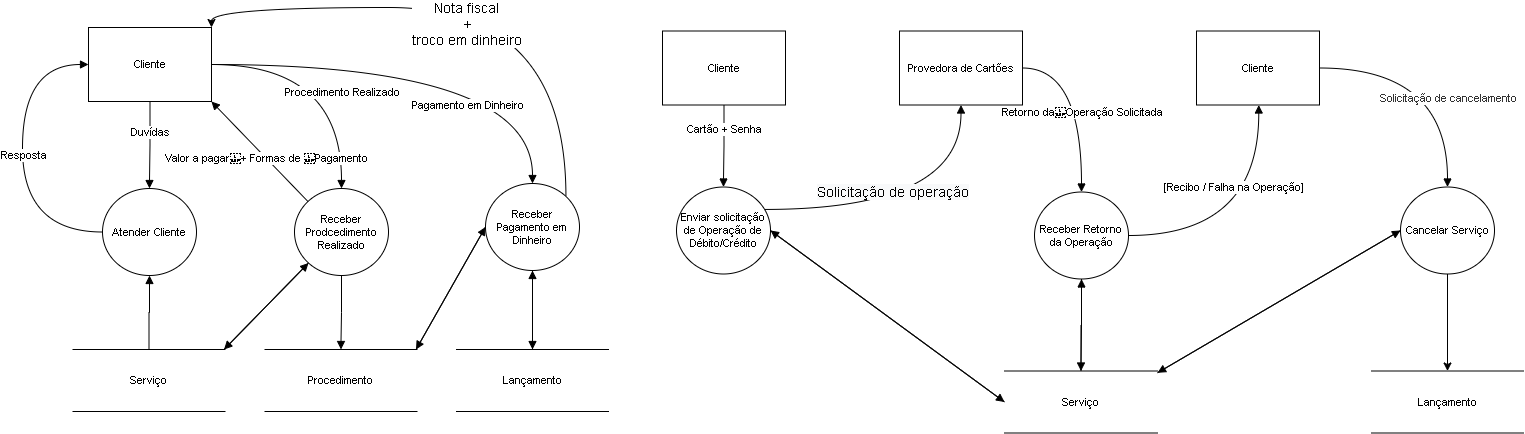 Nota fiscal
+
troco em dinheiro
Cliente
Procedimento Realizado
Pagamento em Dinheiro
Duvídas
Resposta
Valor a pagar + Formas de Pagamento
Atender Cliente
Receber
Prodcedimento
Realizado
Receber
Pagamento em
Dinheiro
Serviço
Procedimento
Lançamento
Cliente
Provedora de Cartões
Cliente
Cartão + Senha
Retorno da Operação Solicitada
Solicitação de cancelamento
Solicitação de operação
[Recibo / Falha na Operação]
Enviar solicitação
de Operação de
Débito/Crédito
Receber Retorno
da Operação
Cancelar Serviço
Serviço
Lançamento